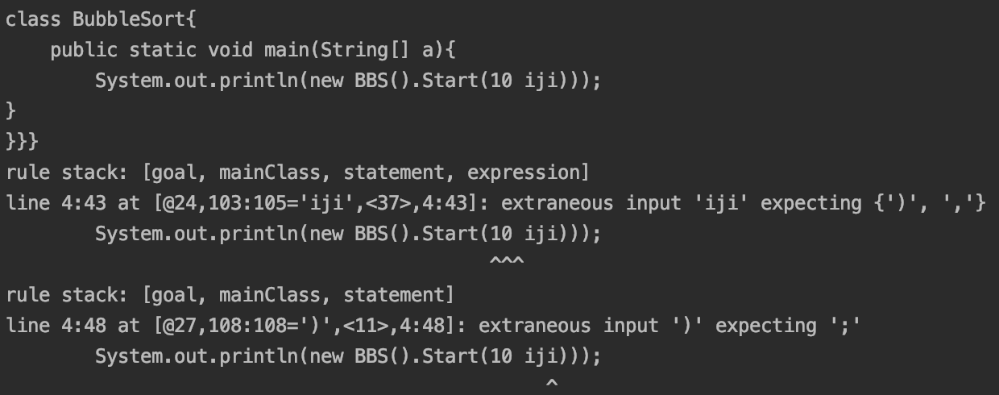 class BubbleSort{
    public static void main(String[] a){
        System.out.println(new BBS().Start(10 iji)));
}
}}}
rule stack: [goal, mainClass, statement, expression]
line 4:43 at [@24,103:105='iji',<37>,4:43]: extraneous input 'iji' expecting {')', ','}
        System.out.println(new BBS().Start(10 iji)));
                                           ^^^
rule stack: [goal, mainClass, statement]
line 4:48 at [@27,108:108=')',<11>,4:48]: extraneous input ')' expecting ';'
        System.out.println(new BBS().Start(10 iji)));
                                                ^